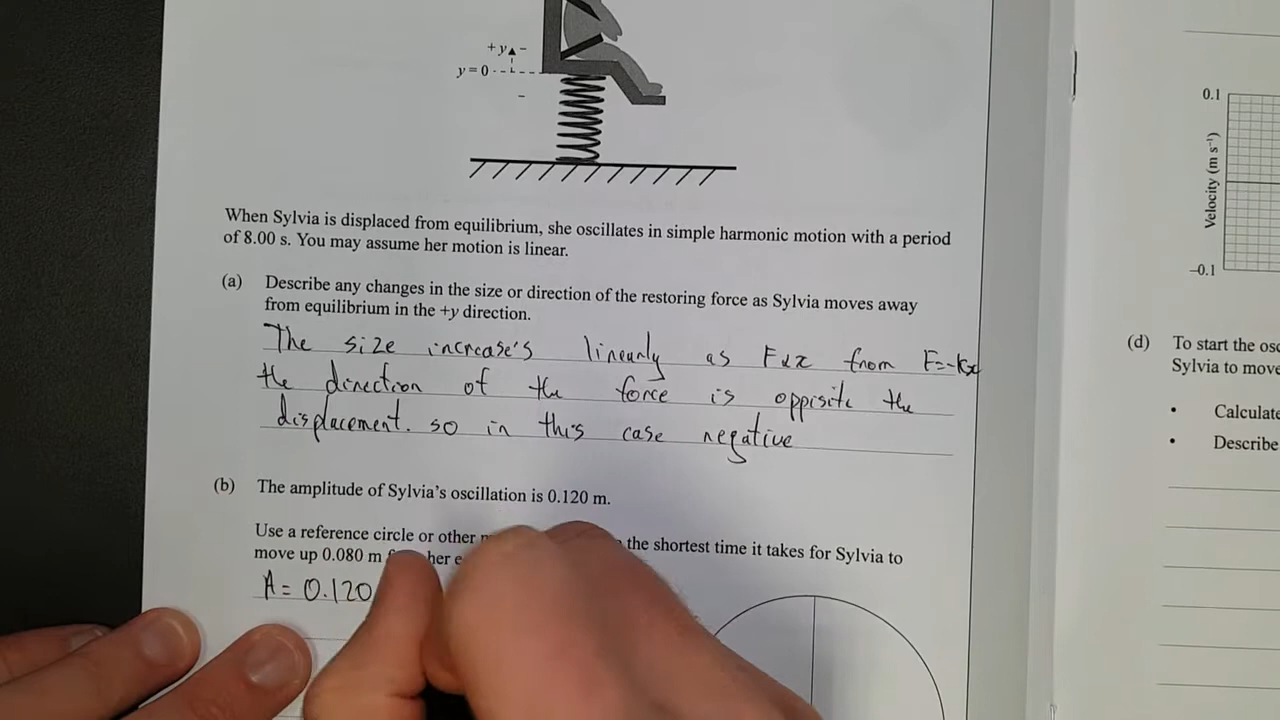 +y
y = 0
When Sylvia is displaced from equilibrium, she oscillates in simple harmonic motion with a period
of 8.00 s. You may assume her motion is linear.
(a) Describe any changes in the size or direction of the restoring force as Sylvia moves away
from equilibrium in the +y direction.
The size increase's linearly as F∝x from F=-Kx
the direction of the force is oppisite the
displacement. so in this case negative
(b) The amplitude of Sylvia's oscillation is 0.120 m.
Use a reference circle or other the shortest time it takes for Sylvia to
move up 0.080 m her
A = 0.120
0.1
Velocity (m s⁻¹)
–0.1
(d) To start the
Sylvia to move
• Calculate
• Describe